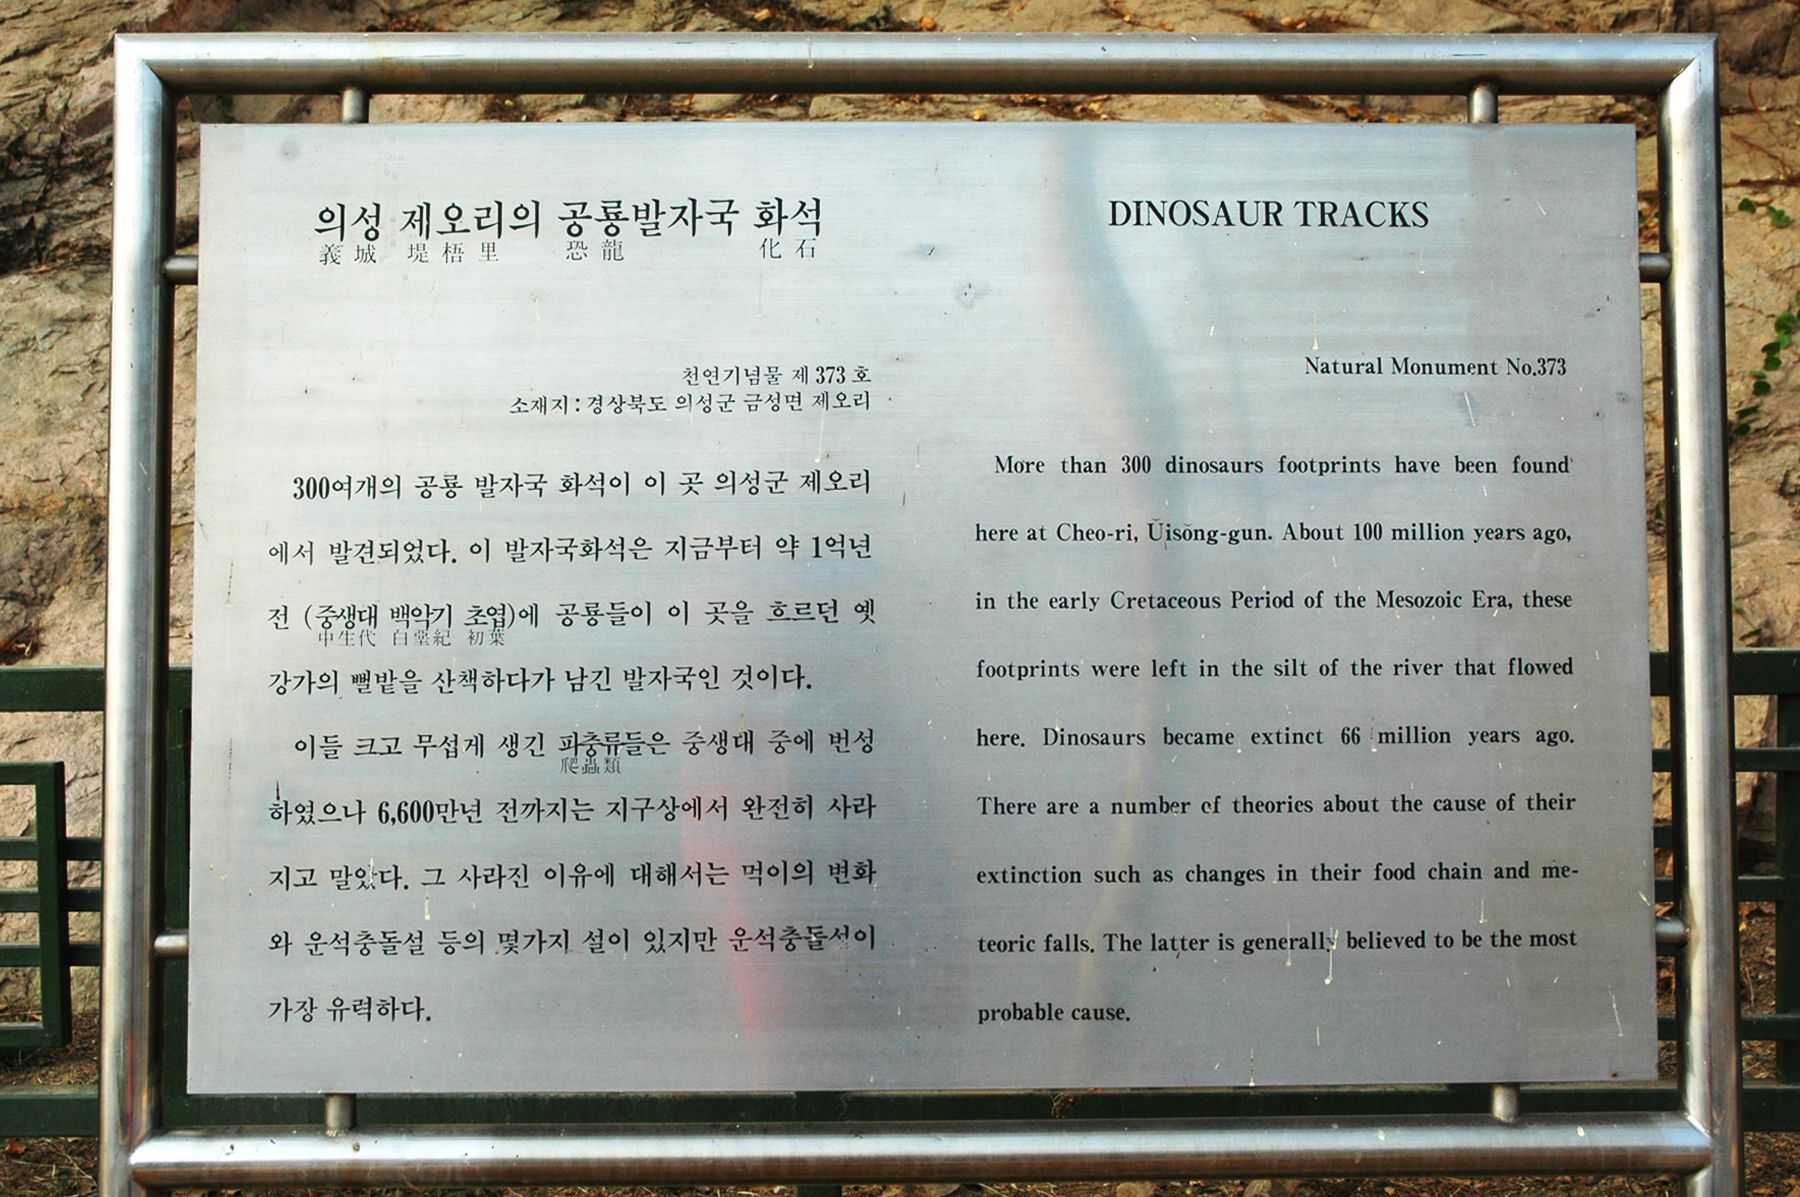 의성 제오리의 공룡발자국 화석
義城 堤梧里 恐龍 化石
천연기념물 제 373 호
소재지 : 경상북도 의성군 금성면 제오리
300여개의 공룡 발자국 화석이 이 곳 의성군 제오리
에서 발견되었다. 이 발자국화석은 지금부터 약 1억년
전 (중생대 백악기 초엽)에 공룡들이 이 곳을 흐르던 옛
中生代 白堊紀 初葉
강가의 뻘밭을 산책하다가 남긴 발자국인 것이다.
이들 크고 무섭게 생긴 파충류들은 중생대 중에 번성
爬蟲類
하였으나 6,600만년 전까지는 지구상에서 완전히 사라
지고 말았다. 그 사라진 이유에 대해서는 먹이의 변화
와 운석충돌설 등의 몇가지 설이 있지만 운석충돌설이
가장 유력하다.
DINOSAUR TRACKS
Natural Monument No.373
More than 300 dinosaurs footprints have been found
here at Cheo-ri, Ŭisŏng-gun. About 100 million years ago,
in the early Cretaceous Period of the Mesozoic Era, these
footprints were left in the silt of the river that flowed
here. Dinosaurs became extinct 66 million years ago.
There are a number of theories about the cause of their
extinction such as changes in their food chain and me-
teoric falls. The latter is generally believed to be the most
probable cause.